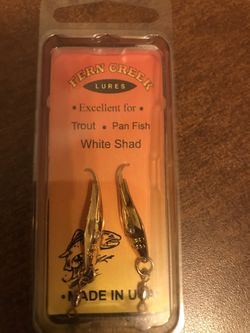 FERN CREEK
LURES
• Excellent for •
Trout • Pan Fish
White Shad
• MADE IN USA